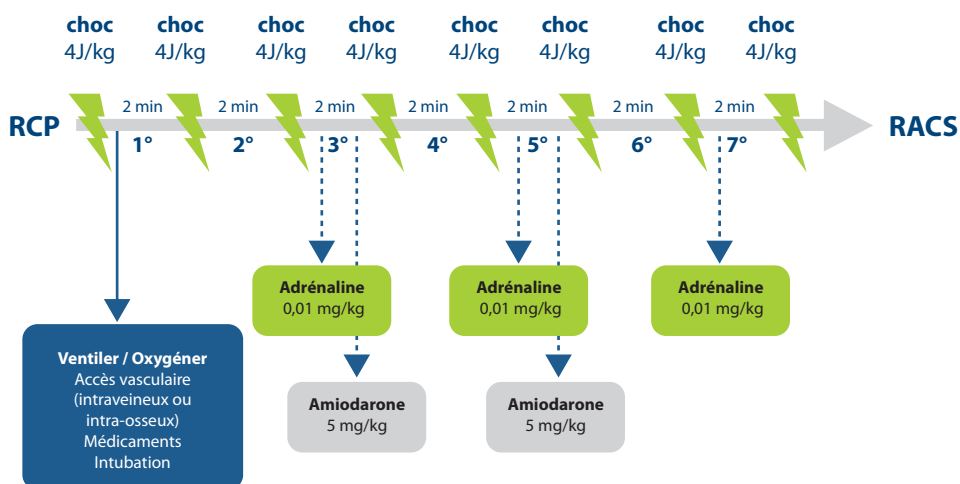 choc choc choc choc choc choc choc choc
4J/kg 4J/kg 4J/kg 4J/kg 4J/kg 4J/kg 4J/kg 4J/kg
2 min 2 min 2 min 2 min 2 min 2 min 2 min
RCP RACS
1° 2° 3° 4° 5° 6° 7°
Adrénaline Adrénaline Adrénaline
0,01 mg/kg 0,01 mg/kg 0,01 mg/kg
Ventiler / Oxygéner
Accès vasculaire
(intraveineux ou
intra-osseux)
Médicaments
Intubation
Amiodarone Amiodarone
5 mg/kg 5 mg/kg